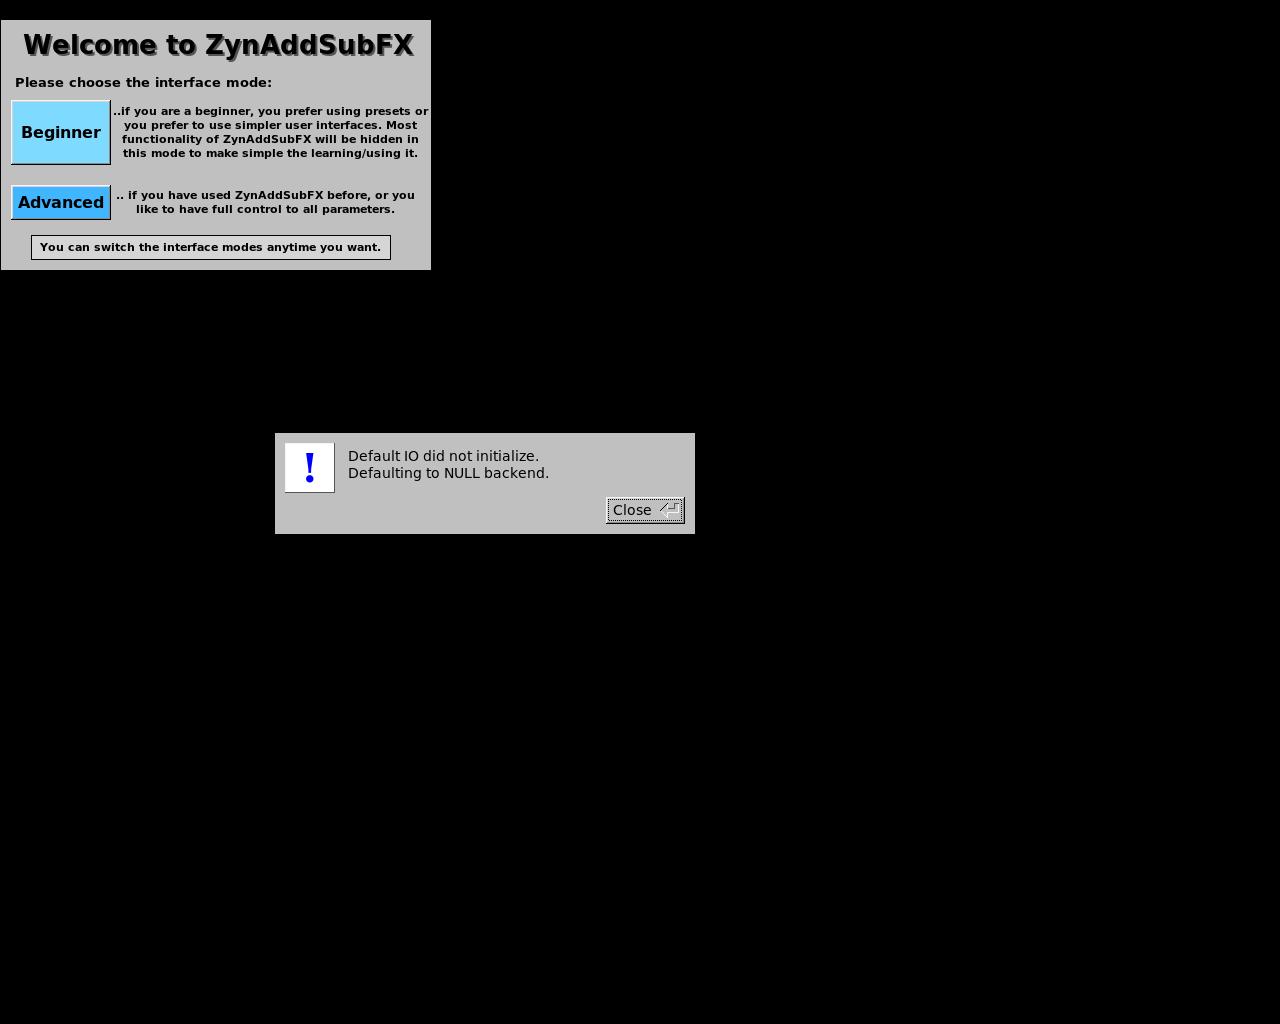 Welcome to ZynAddSubFX
Please choose the interface mode:
Beginner
..if you are a beginner, you prefer using presets or
you prefer to use simpler user interfaces. Most
functionality of ZynAddSubFX will be hidden in
this mode to make simple the learning/using it.
Advanced
.. if you have used ZynAddSubFX before, or you
like to have full control to all parameters.
You can switch the interface modes anytime you want.
!
Default IO did not initialize.
Defaulting to NULL backend.
Close